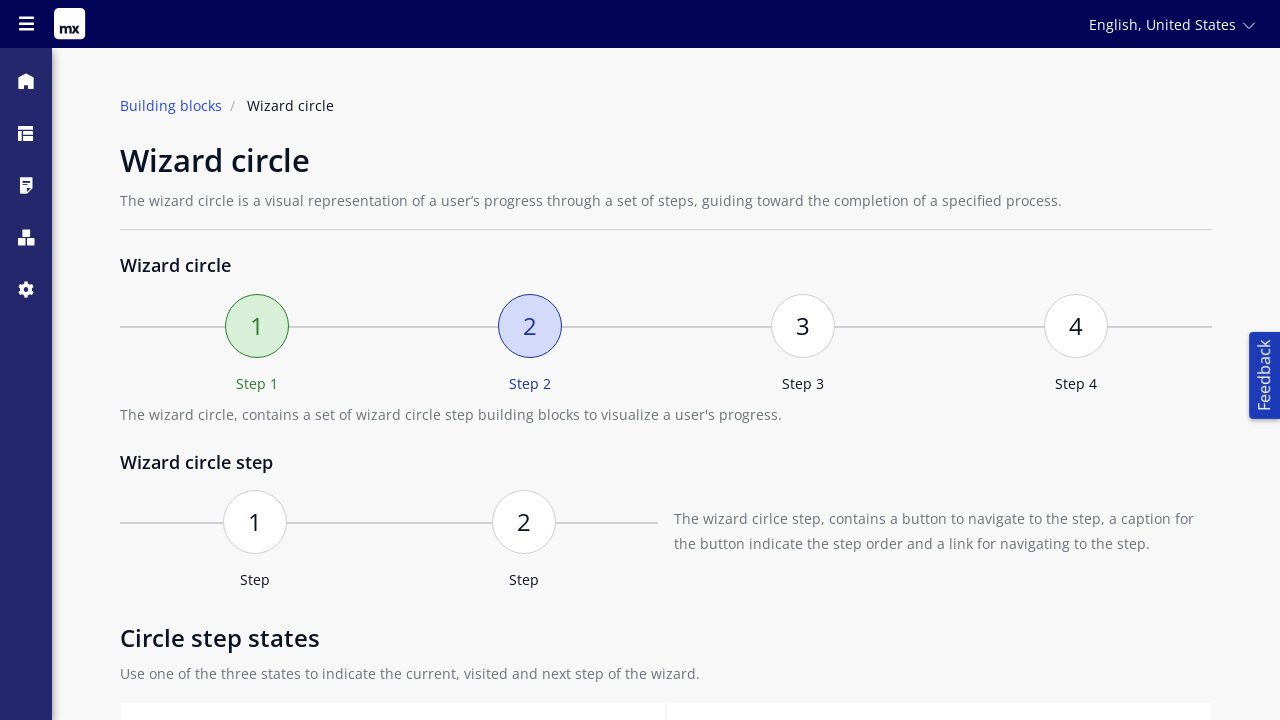 mx
English, United States
Building blocks / Wizard circle
Wizard circle
The wizard circle is a visual representation of a user’s progress through a set of steps, guiding toward the completion of a specified process.
Wizard circle
1 2 3 4
Step 1 Step 2 Step 3 Step 4
The wizard circle, contains a set of wizard circle step building blocks to visualize a user's progress.
Feedback
Wizard circle step
1 2
Step Step
The wizard cirlce step, contains a button to navigate to the step, a caption for
the button indicate the step order and a link for navigating to the step.
Circle step states
Use one of the three states to indicate the current, visited and next step of the wizard.